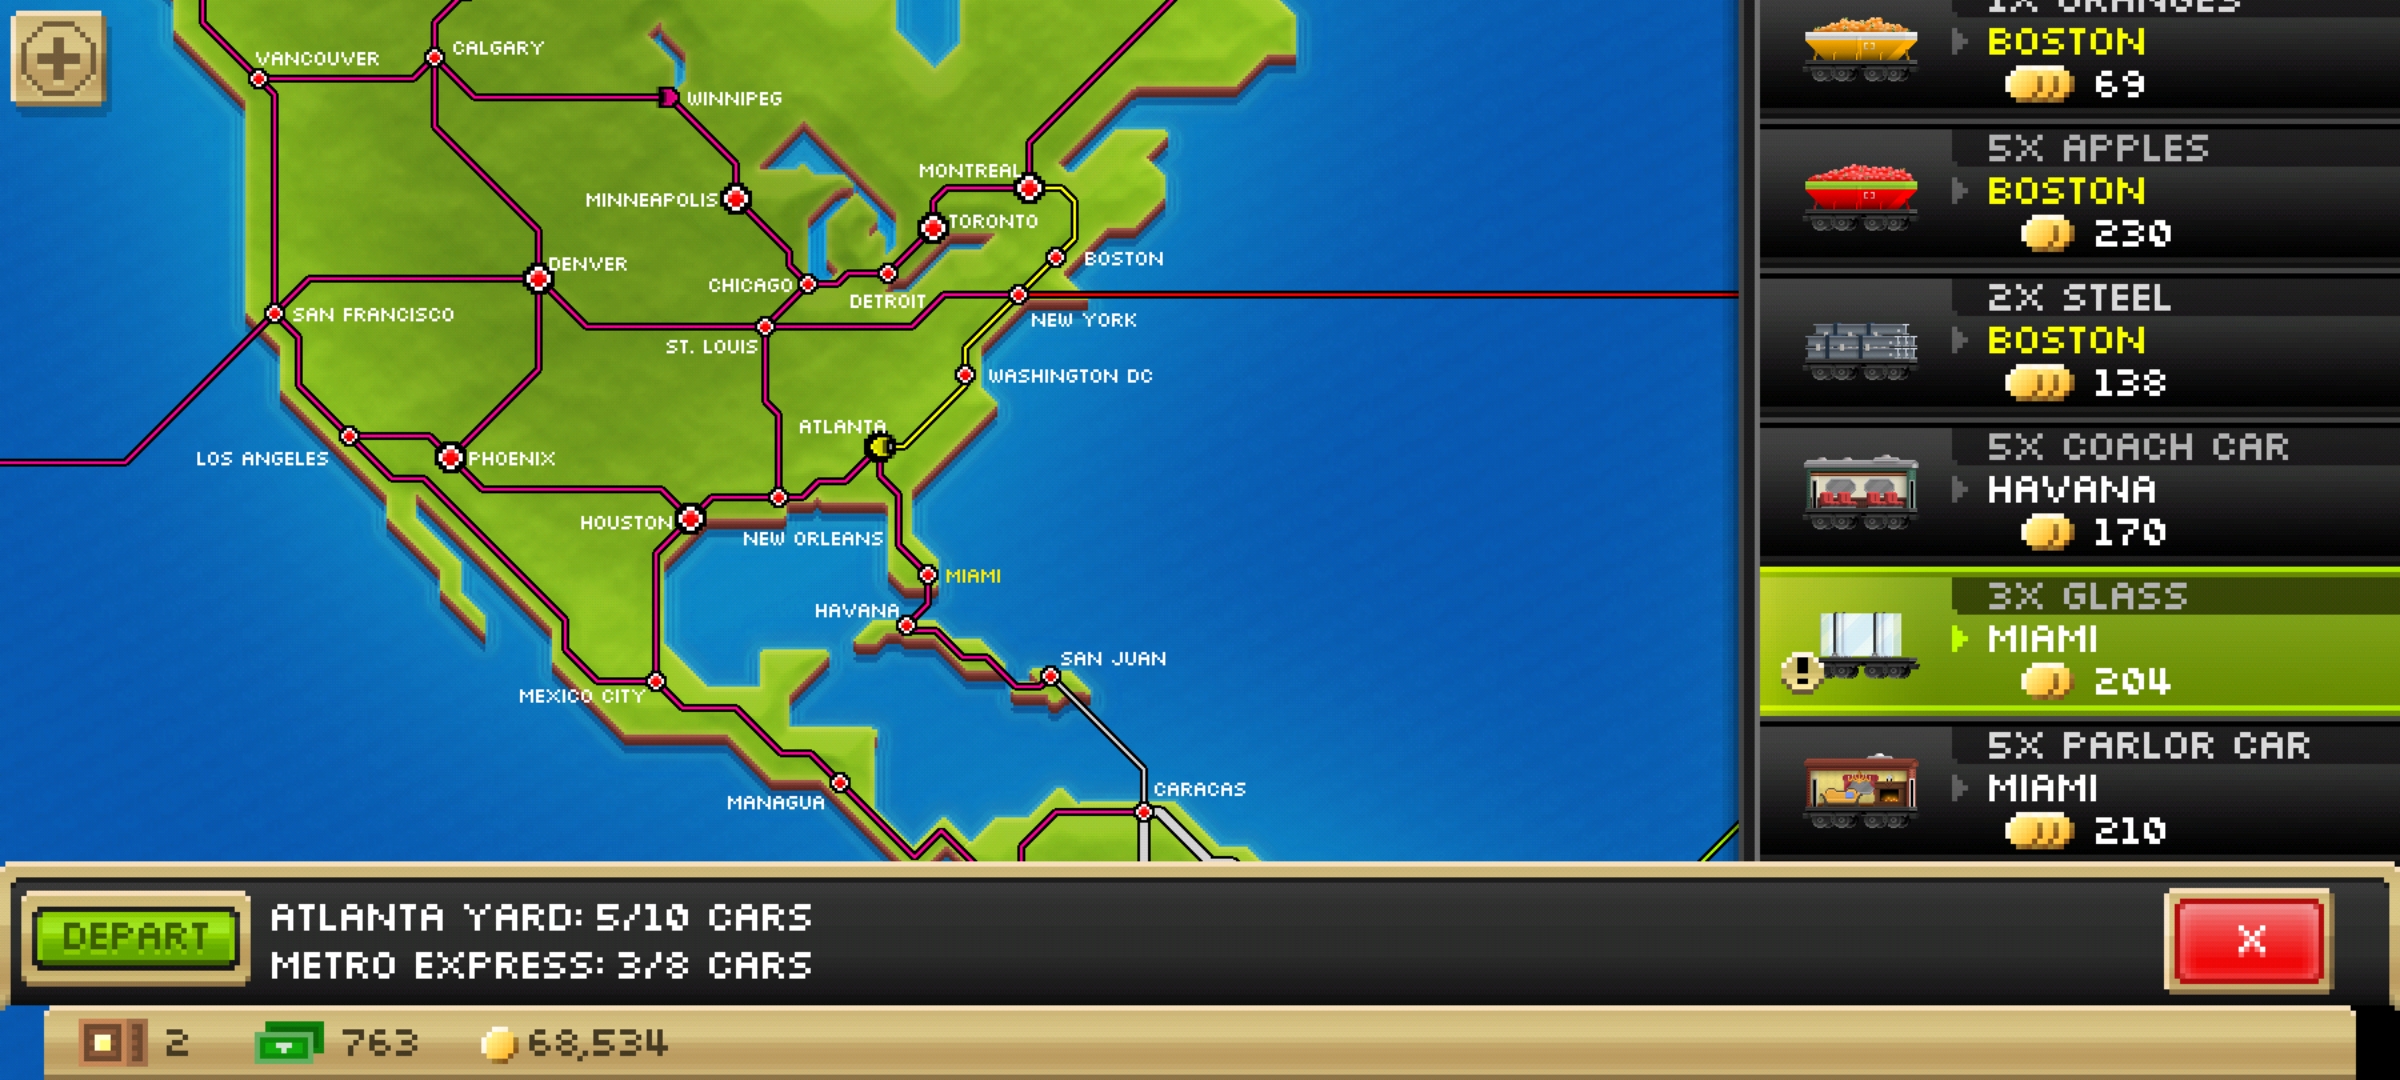 VANCOUVER
CALGARY
WINNIPEG
MONTREAL
MINNEAPOLIS
TORONTO
DENVER
BOSTON
CHICAGO
DETROIT
SAN FRANCISCO
NEW YORK
ST. LOUIS
WASHINGTON DC
ATLANTA
LOS ANGELES
PHOENIX
HOUSTON
NEW ORLEANS
MIAMI
HAVANA
SAN JUAN
MEXICO CITY
CARACAS
MANAGUA
1X ORANGES
BOSTON
69
5X APPLES
BOSTON
230
2X STEEL
BOSTON
138
5X COACH CAR
HAVANA
170
3X GLASS
MIAMI
204
5X PARLOR CAR
MIAMI
210
DEPART
ATLANTA YARD: 5/10 CARS
METRO EXPRESS: 3/8 CARS
X
2
763
68,534